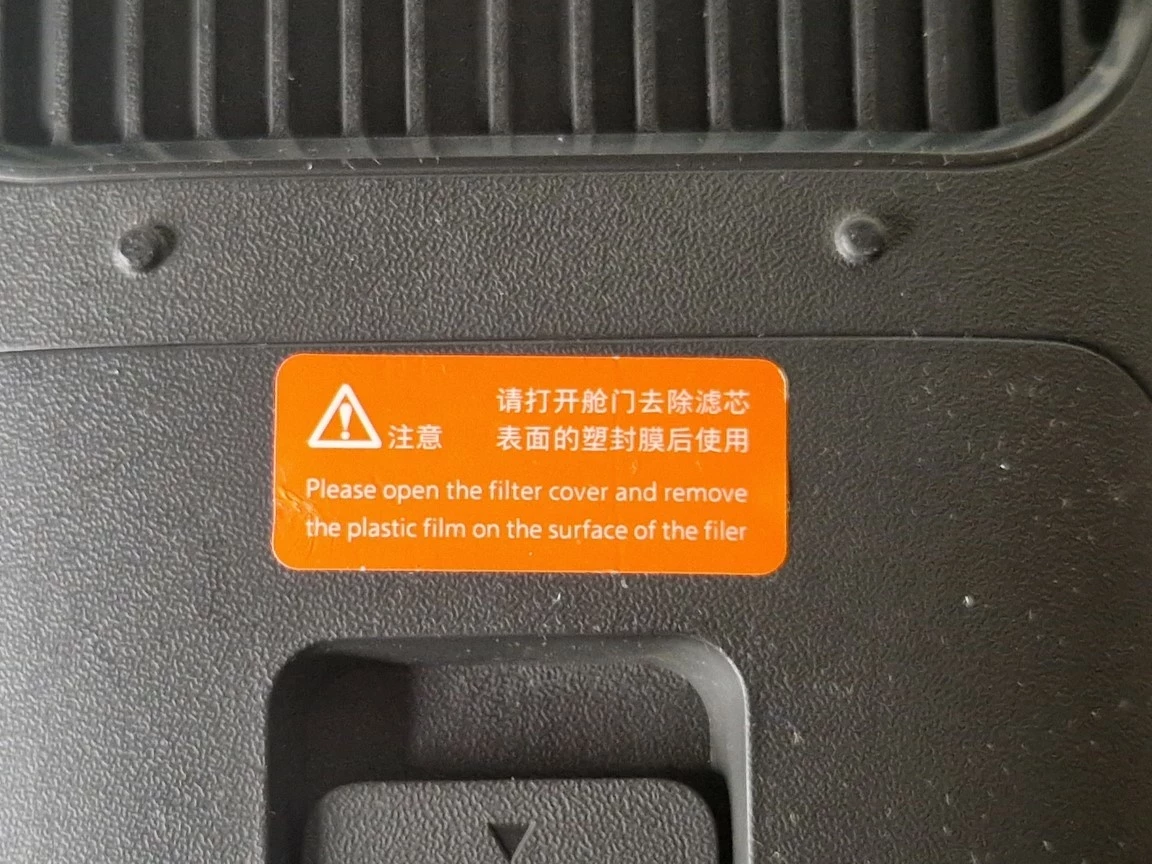 注意
请打开舱门去除滤芯
表面的塑封膜后使用
Please open the filter cover and remove
the plastic film on the surface of the filer